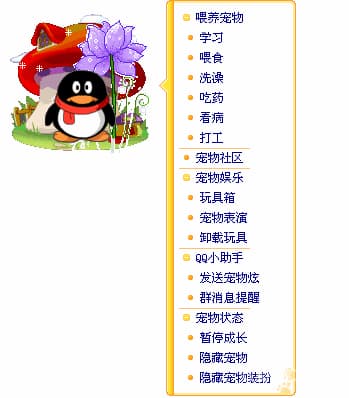 喂养宠物
学习
喂食
洗澡
吃药
看病
打工
宠物社区
宠物娱乐
玩具箱
宠物表演
卸载玩具
QQ小助手
发送宠物炫
群消息提醒
宠物状态
暂停成长
隐藏宠物
隐藏宠物装扮